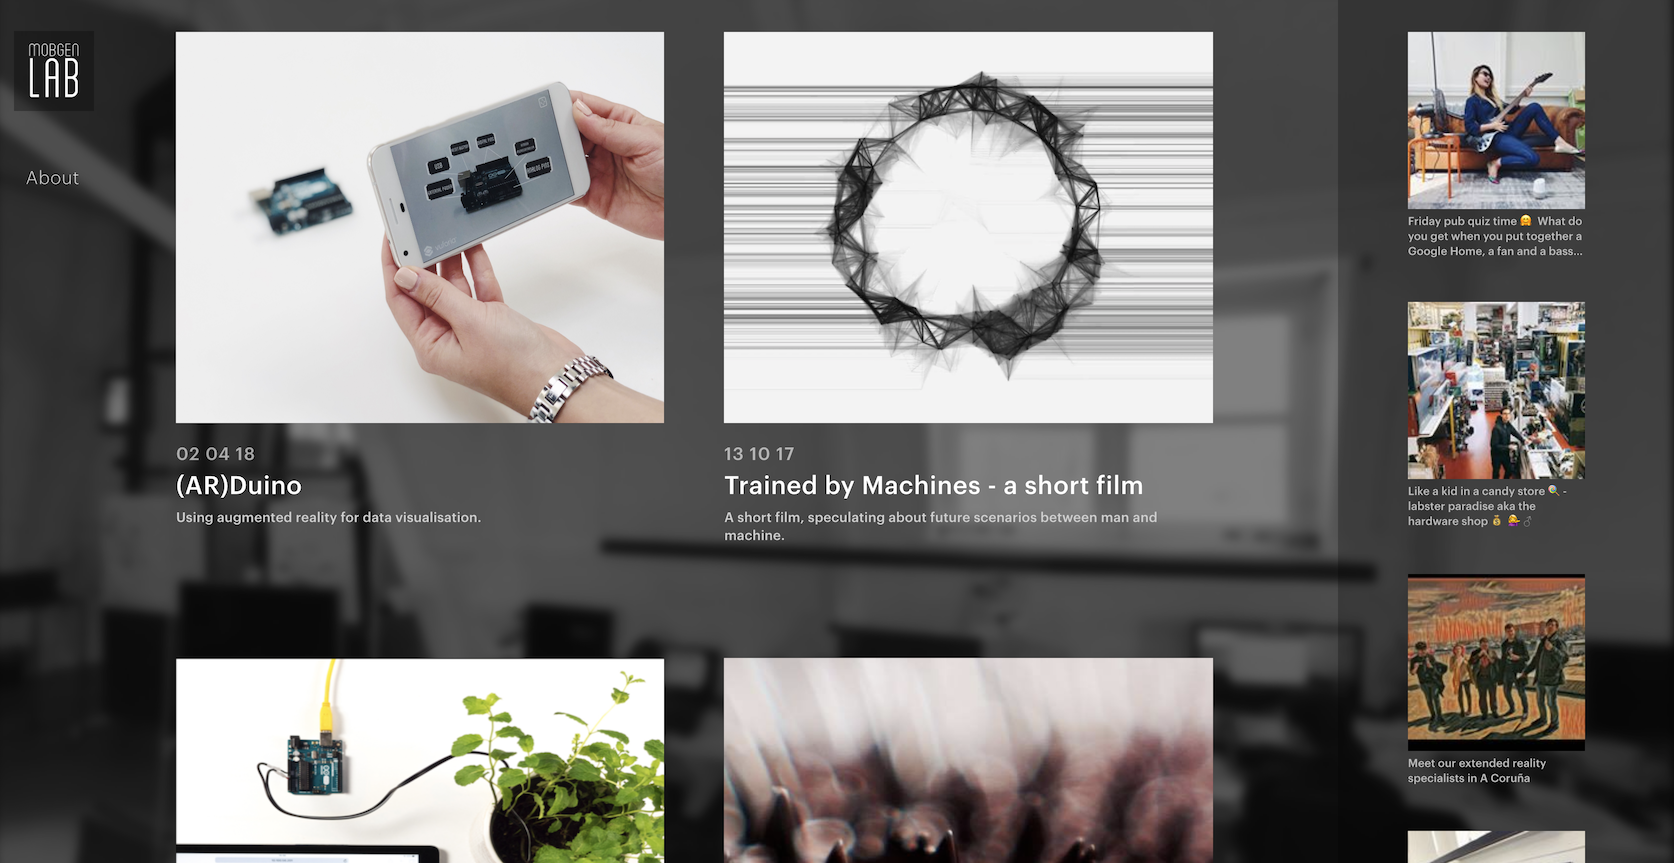 MOBGEN
LAB
About
02 04 18
(AR)Duino
Using augmented reality for data visualisation.
13 10 17
Trained by Machines - a short film
A short film, speculating about future scenarios between man and
machine.
Friday pub quiz time 🤗 What do
you get when you put together a
Google Home, a fan and a bass...
Like a kid in a candy store 🍭 -
labster paradise aka the
hardware shop 💰 💁 ♂
Meet our extended reality
specialists in A Coruña